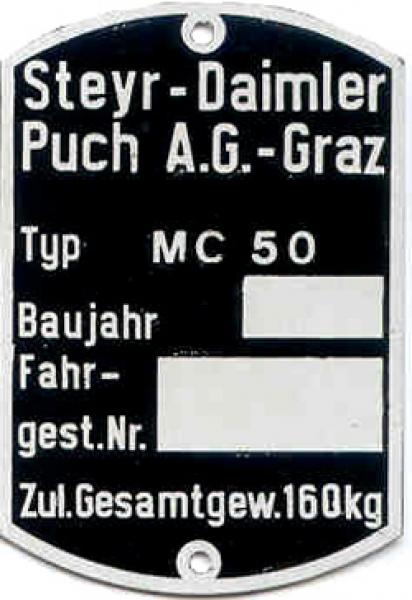 Steyr-Daimler
Puch A.G.-Graz
Typ MC 50
Baujahr
Fahr-
gest.Nr.
Zul.Gesamtgew.160kg